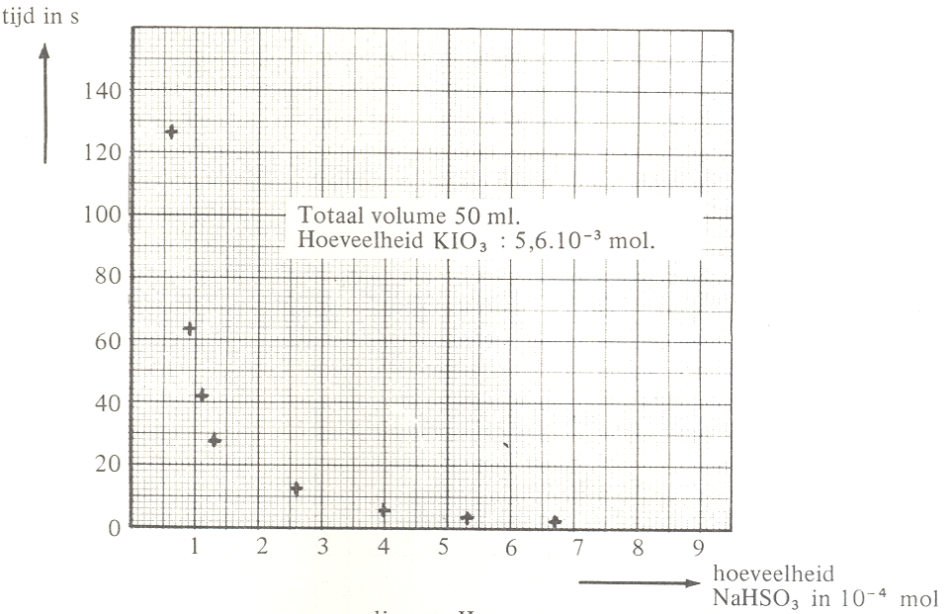 tijd in s
140
120
100
80
60
40
20
0
Totaal volume 50 ml.
Hoeveelheid KIO₃ : 5,6.10⁻³ mol.
1 2 3 4 5 6 7 8 9
hoeveelheid
NaHSO₃ in 10⁻⁴ mol